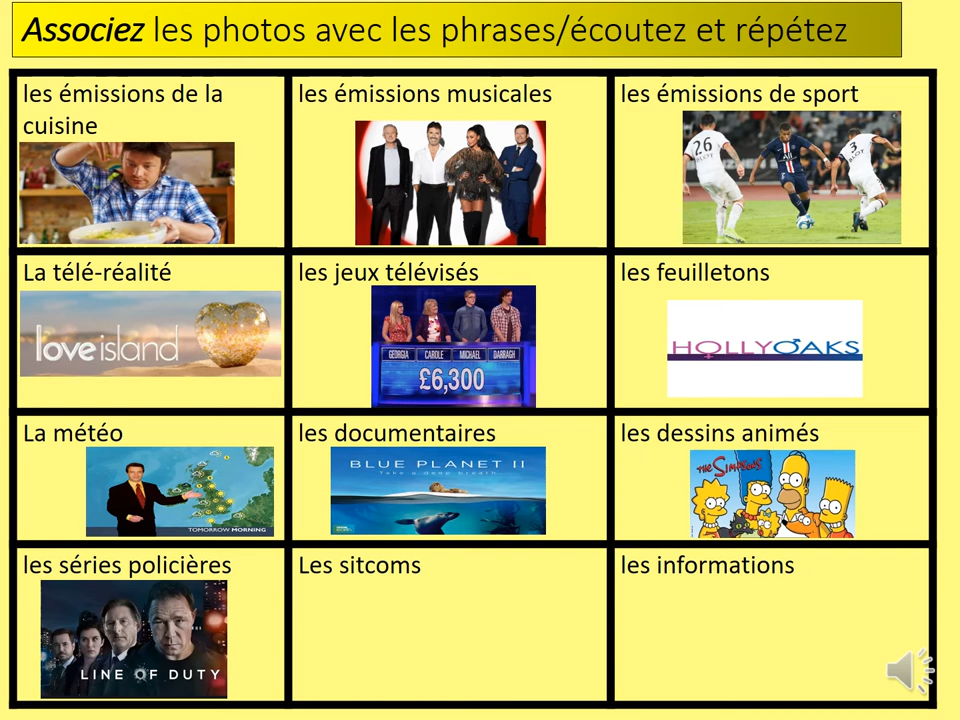 Associez les photos avec les phrases/écoutez et répétez
les émissions de la
cuisine
les émissions musicales
les émissions de sport
26
3
La télé-réalité
love island
les jeux télévisés
GEORGIA CAROLE MICHAEL DARRAGH
£6,300
les feuilletons
HOLLYOAKS
La météo
TOMORROW MORNING
les documentaires
BLUE PLANET II
Take a deep breath
les dessins animés
THE SIMPSONS
les séries policières
LINE OF DUTY
Les sitcoms
les informations